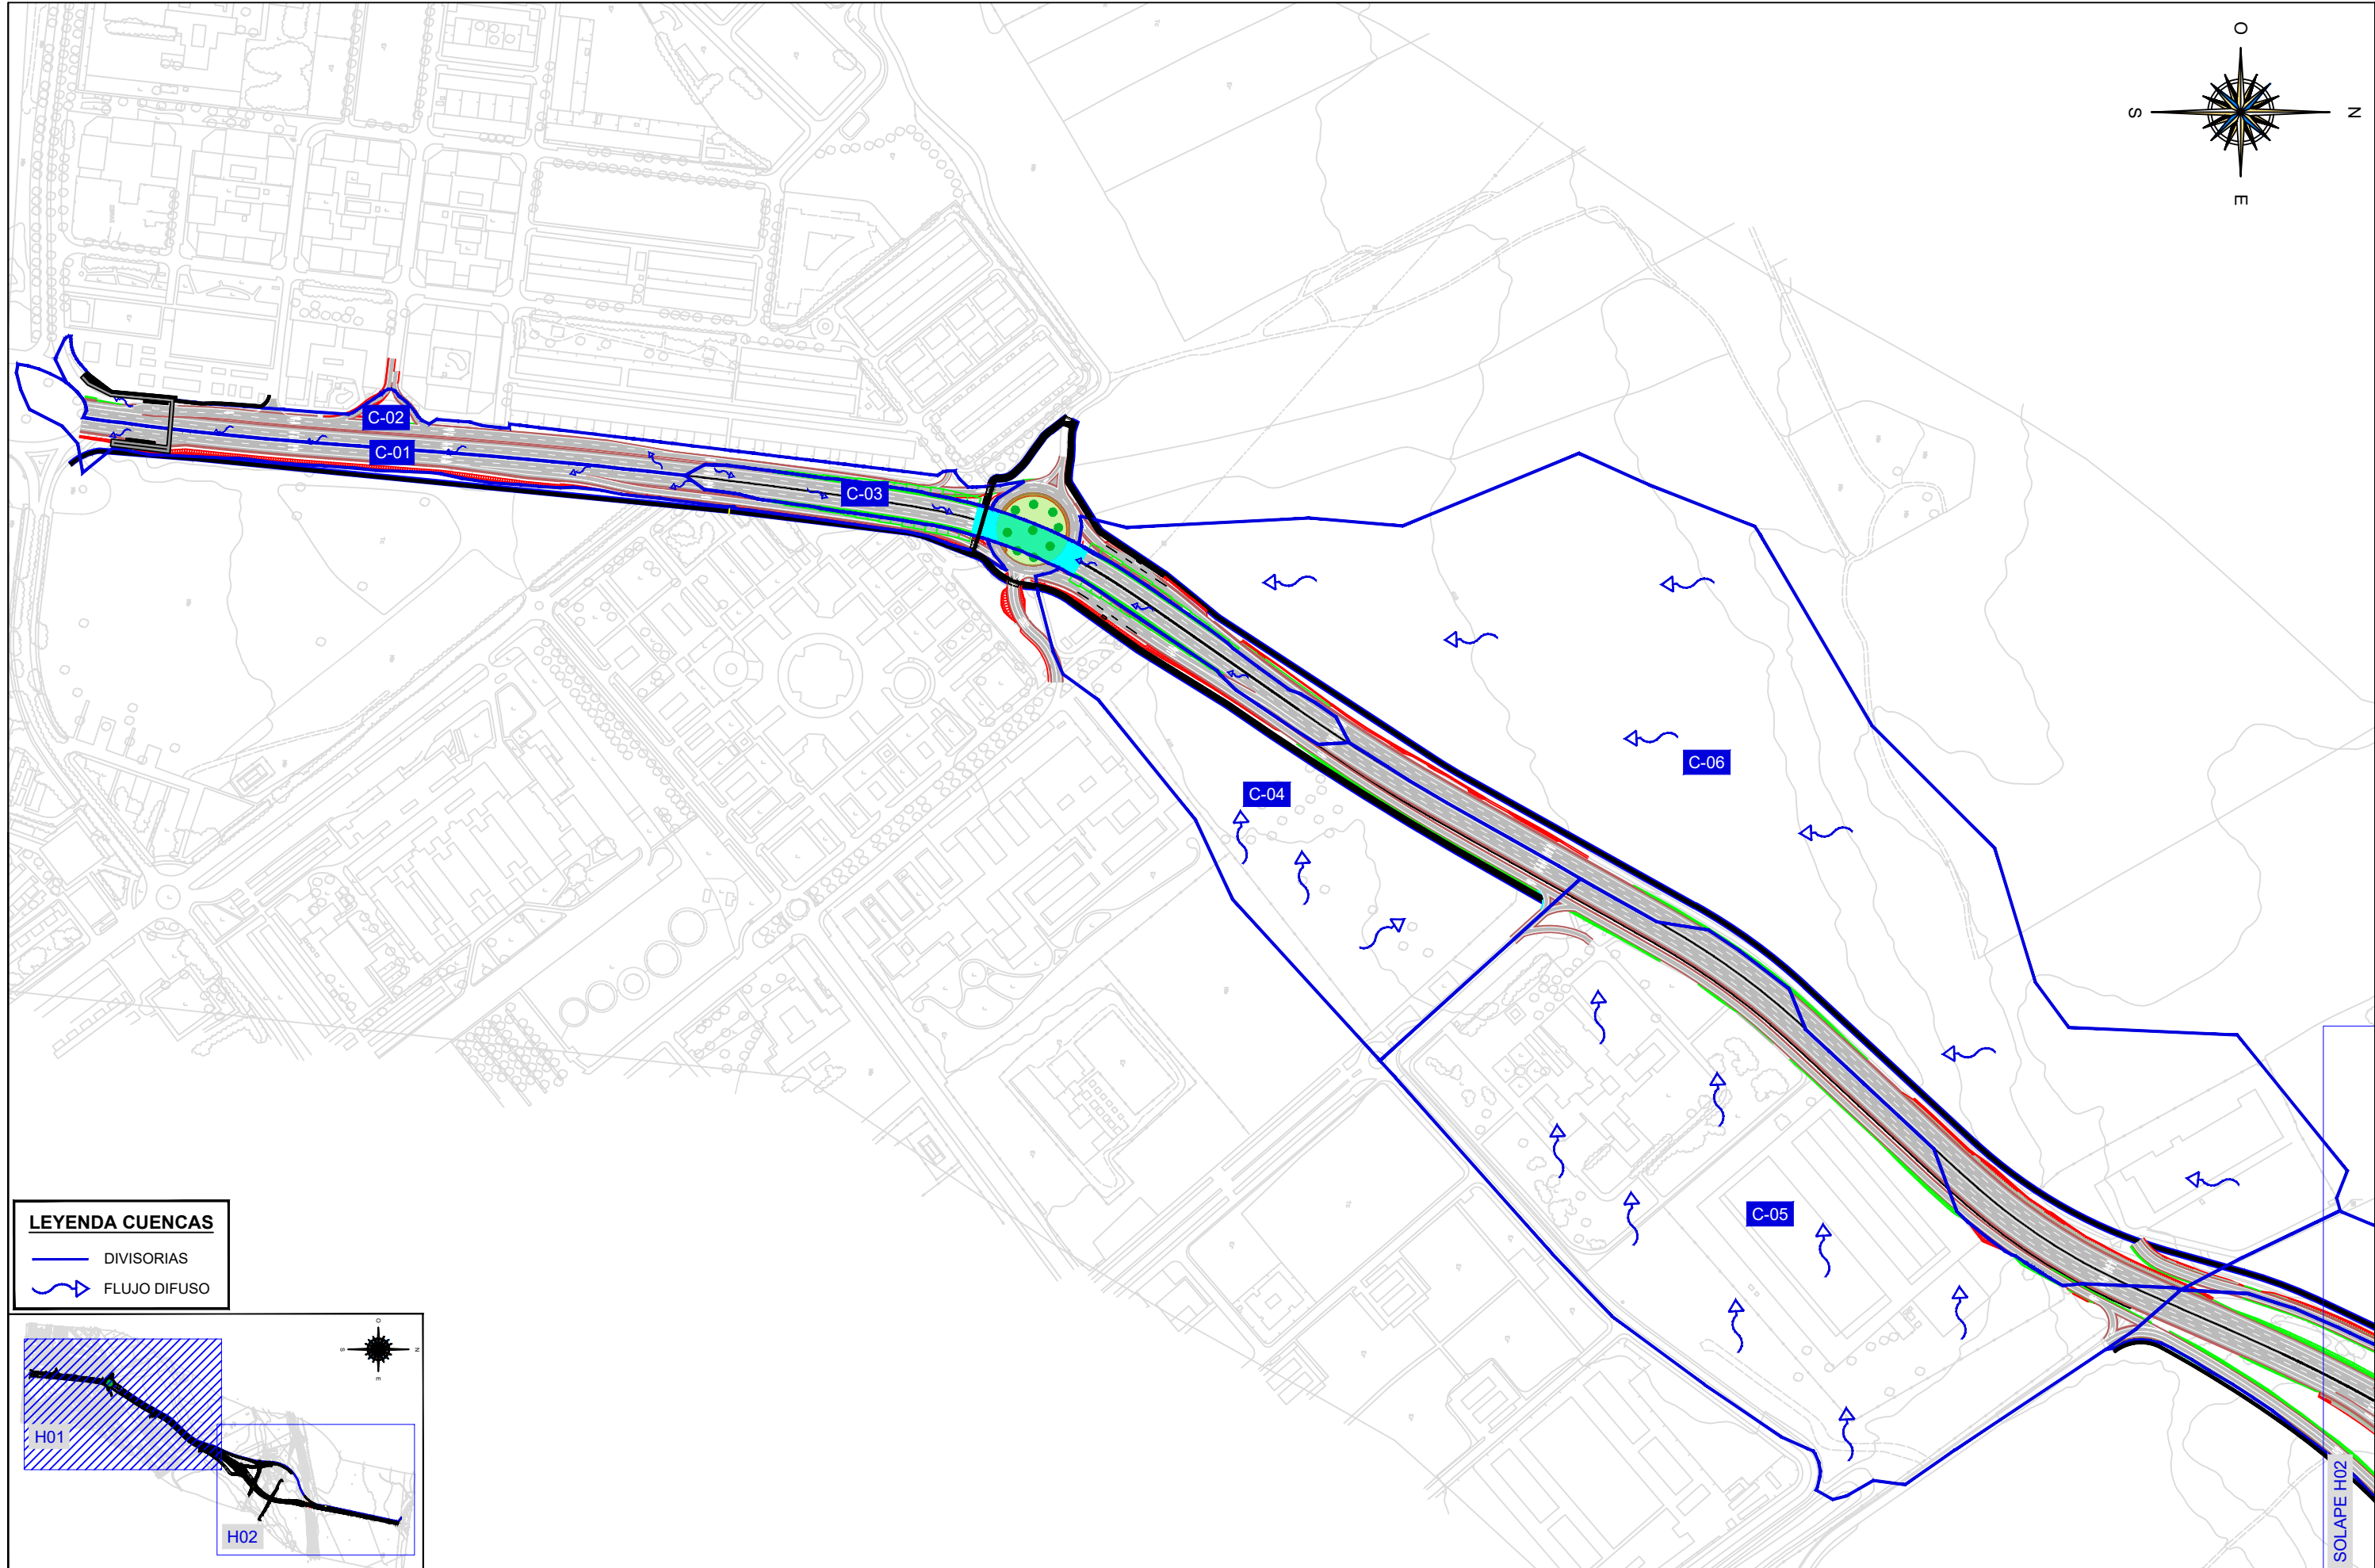 O
S
N
E
C-02
C-01
C-03
C-06
C-04
C-05
LEYENDA CUENCAS
DIVISORIAS
FLUJO DIFUSO
O
S
N
E
H01
H02
SOLAPE H02